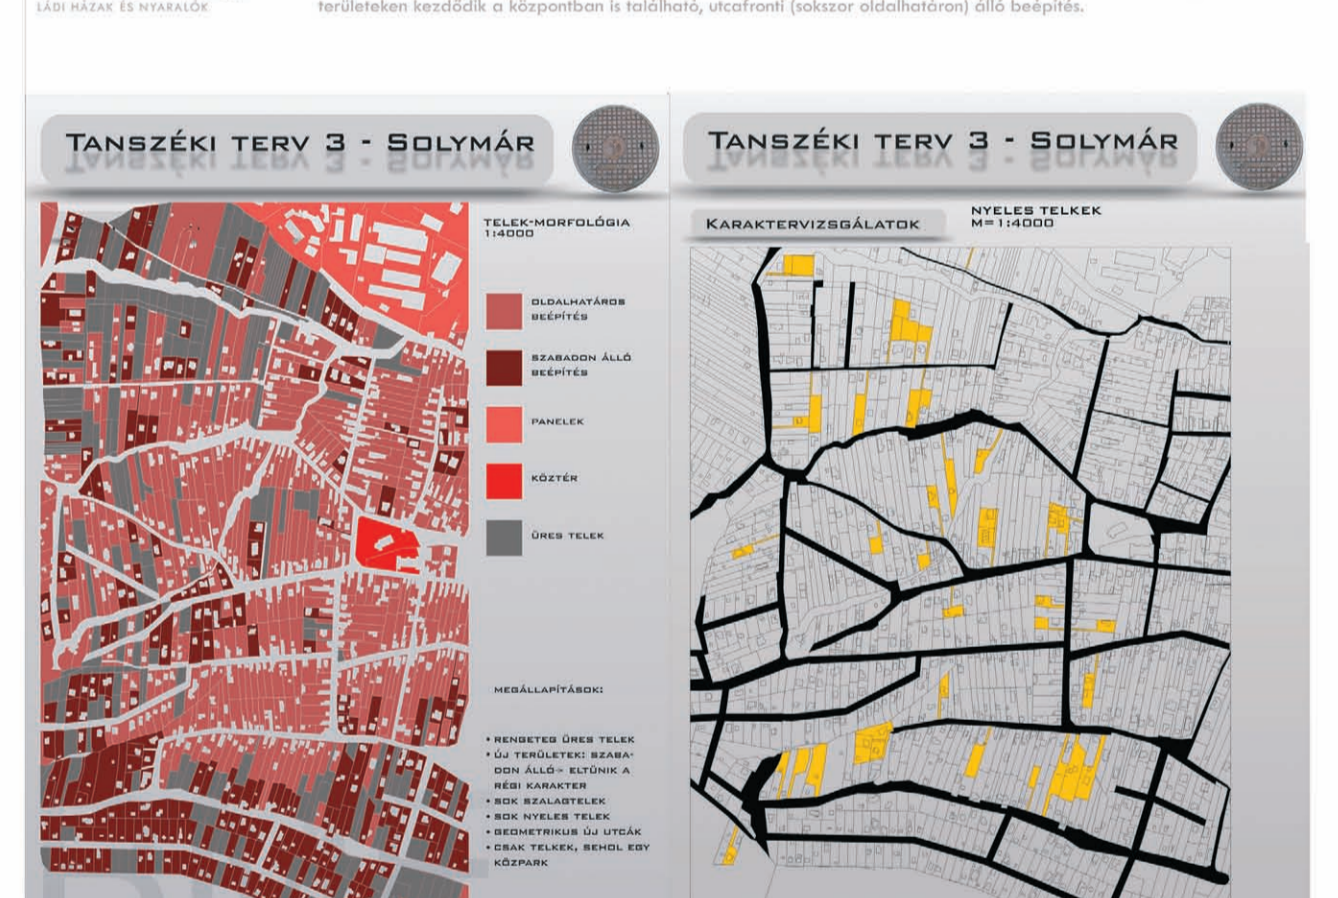 LÁDI HÁZAK ÉS NYARALÓK
területeken kezdődik a központban is található, utcafronti (sokszor oldalhatáron) álló beépítés.
TANSZÉKI TERV 3 - SOLYMÁR
TELEK-MORFOLÓGIA
1:4000
OLDALHATÁROS
BEÉPÍTÉS
SZABADON ÁLLÓ
BEÉPÍTÉS
PANELEK
KÖZTÉR
ÜRES TELEK
MEGÁLLAPÍTÁSOK:
• RENGETEG ÜRES TELEK
• ÚJ TERÜLETEK: SZABA-
DON ÁLLÓ- ELTŰNIK A
RÉGI KARAKTER
• SOK SZALAGTELEK
• SOK NYELES TELEK
• GEOMETRIKUS ÚJ UTCÁK
• CSAK TELKEK, SEHOL EGY
KÖZPARK
TANSZÉKI TERV 3 - SOLYMÁR
KARAKTERVIZSGÁLATOK
NYELES TELKEK
M=1:4000